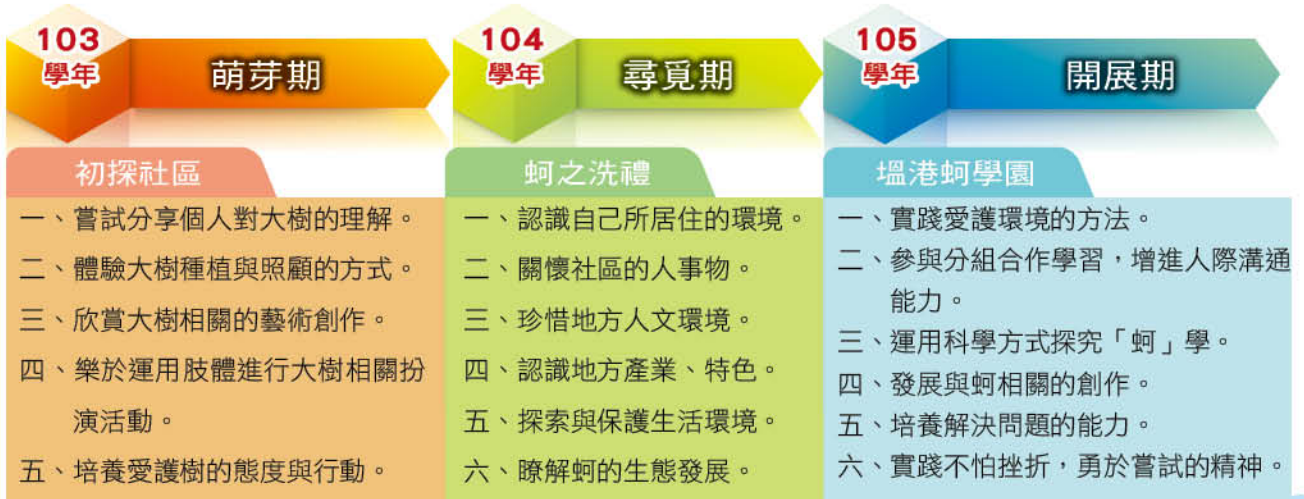 103
學年
萌芽期
初探社區
一、嘗試分享個人對大樹的理解。
二、體驗大樹種植與照顧的方式。
三、欣賞大樹相關的藝術創作。
四、樂於運用肢體進行大樹相關扮
演活動。
五、培養愛護樹的態度與行動。
104
學年
尋覓期
蚵之洗禮
一、認識自己所居住的環境。
二、關懷社區的人事物。
三、珍惜地方人文環境。
四、認識地方產業、特色。
五、探索與保護生活環境。
六、瞭解蚵的生態發展。
105
學年
開展期
塭港蚵學園
一、實踐愛護環境的方法。
二、參與分組合作學習，增進人際溝通
能力。
三、運用科學方式探究「蚵」學。
四、發展與蚵相關的創作。
五、培養解決問題的能力。
六、實踐不怕挫折，勇於嘗試的精神。